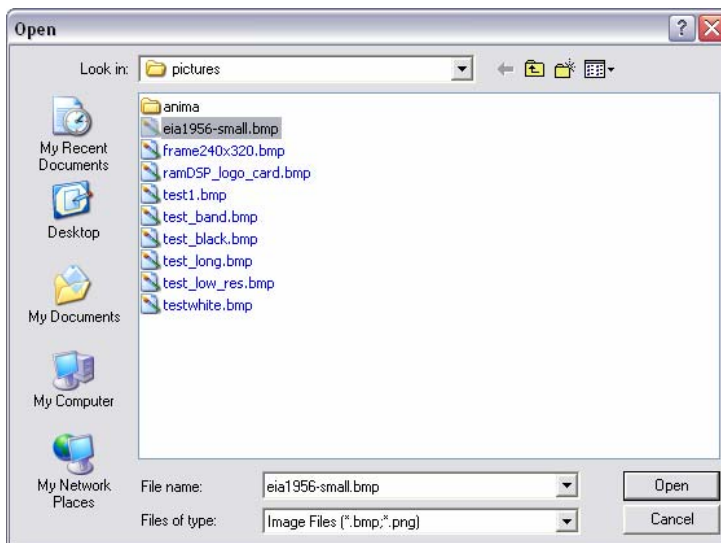 Open
Look in: pictures
My Recent Documents
Desktop
My Documents
My Computer
My Network Places
anima
eia1956-small.bmp
frame240x320.bmp
ramDSP_logo_card.bmp
test1.bmp
test_band.bmp
test_black.bmp
test_long.bmp
test_low_res.bmp
testwhite.bmp
File name: eia1956-small.bmp Open
Files of type: Image Files (*.bmp;*.png) Cancel